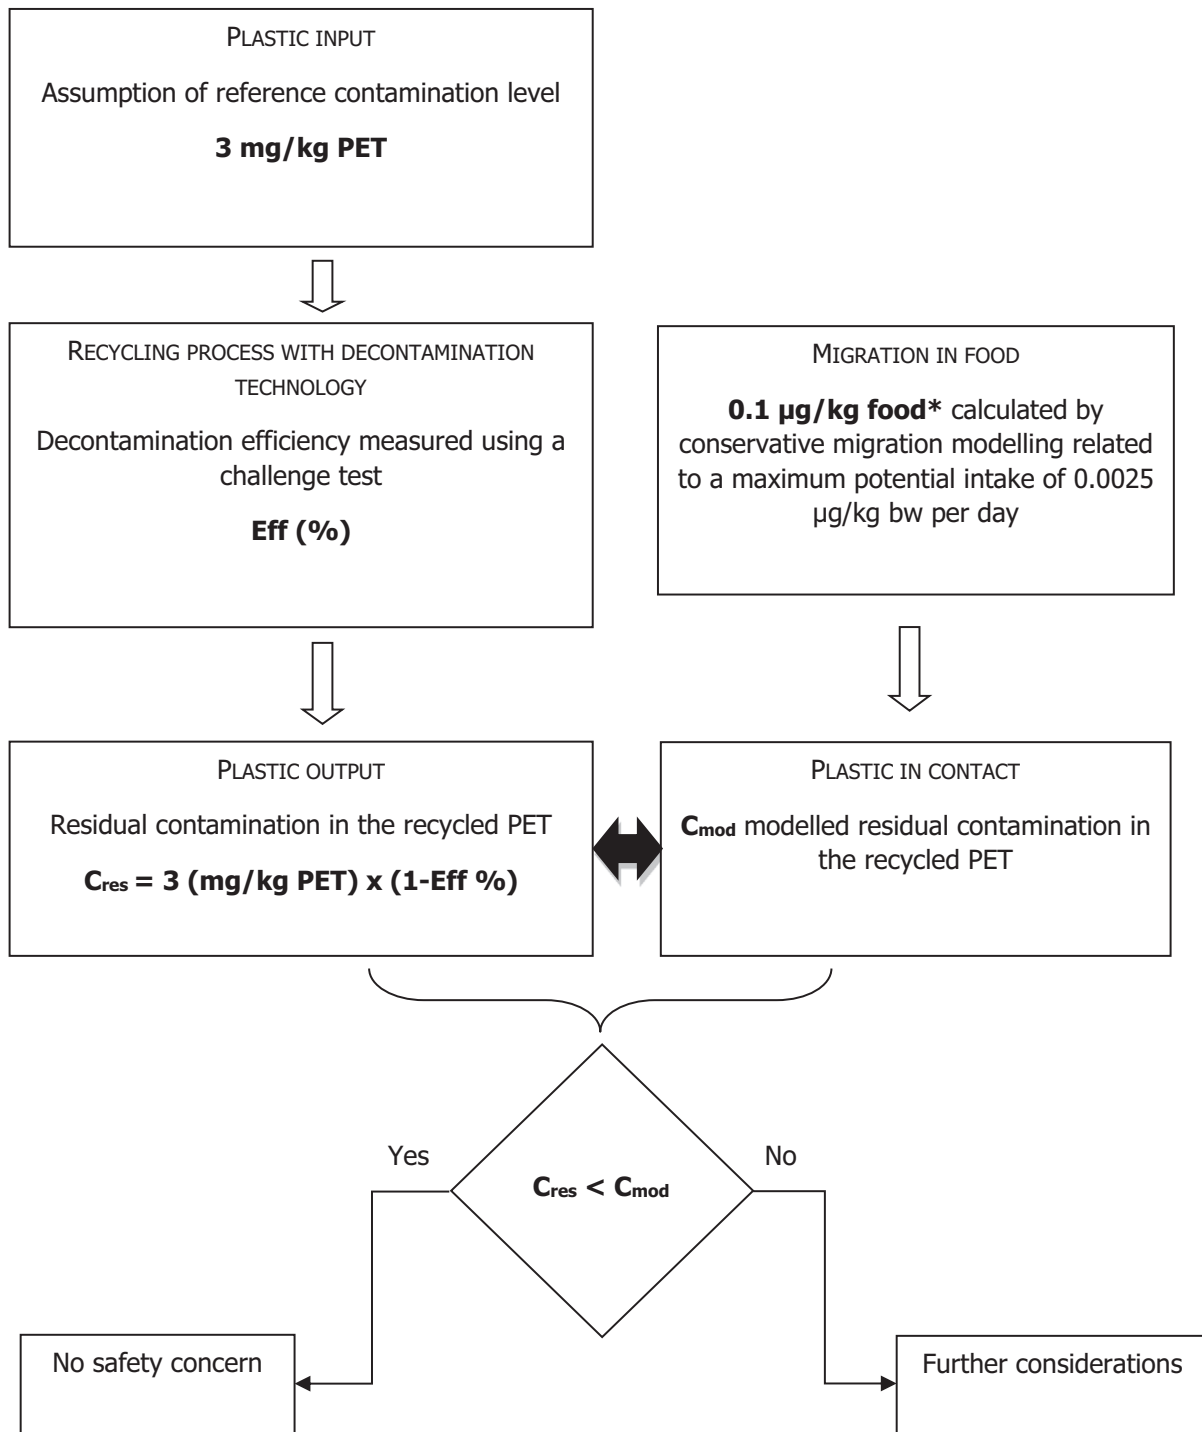 PLASTIC INPUT
Assumption of reference contamination level
3 mg/kg PET
RECYCLING PROCESS WITH DECONTAMINATION
TECHNOLOGY
Decontamination efficiency measured using a
challenge test
Eff (%)
MIGRATION IN FOOD
0.1 µg/kg food* calculated by
conservative migration modelling related
to a maximum potential intake of 0.0025
µg/kg bw per day
PLASTIC OUTPUT
Residual contamination in the recycled PET
Cres = 3 (mg/kg PET) x (1-Eff %)
PLASTIC IN CONTACT
Cmod modelled residual contamination in
the recycled PET
Yes
No
Cres < Cmod
No safety concern
Further considerations